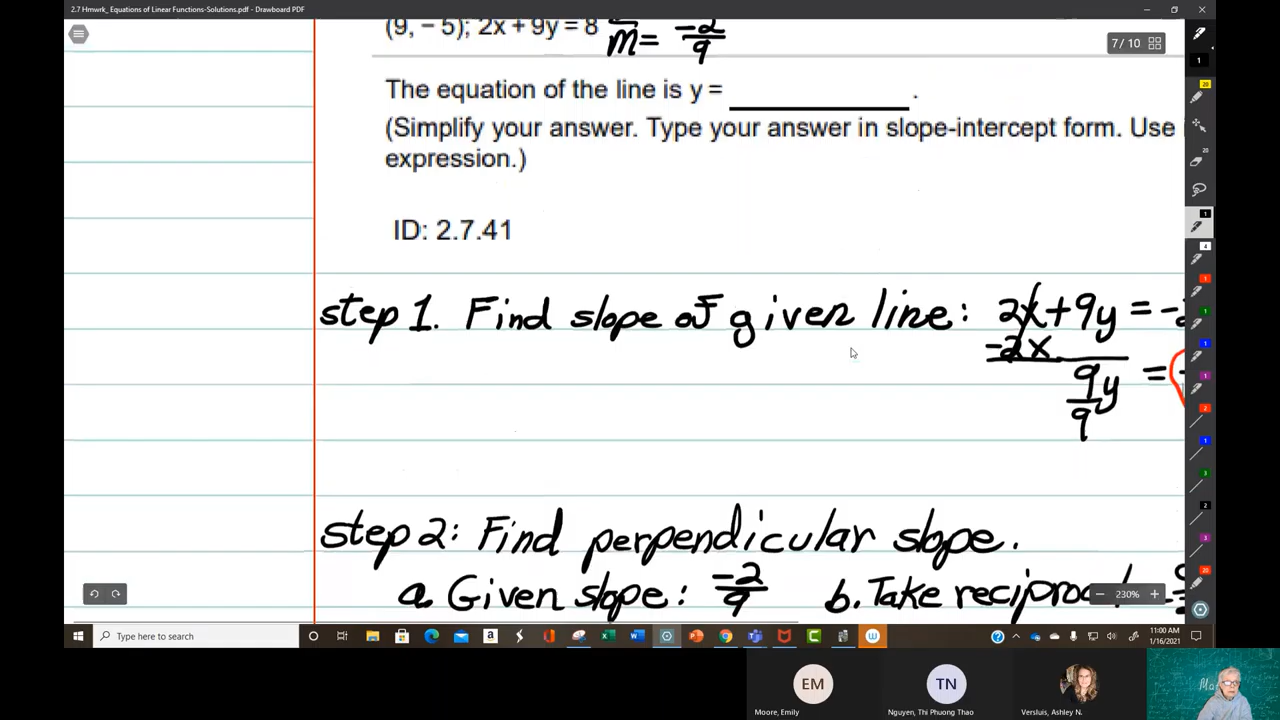 2.7 Hmwrk_ Equations of Linear Functions-Solutions.pdf - Drawboard PDF
(9, – 5); 2x + 9y = 8 m = -2/9
7 / 10
The equation of the line is y = ________.
(Simplify your answer. Type your answer in slope-intercept form. Use
expression.)
ID: 2.7.41
step 1. Find slope of given line: 2x + 9y = -2
-2x
9y =
9
step 2: Find perpendicular slope.
a. Given slope: -2/9 b. Take reciprocal
230%
Type here to search
11:00 AM
1/16/2021
EM
TN
Moore, Emily
Nguyen, Thi Phuong Thao
Versluis, Ashley N.